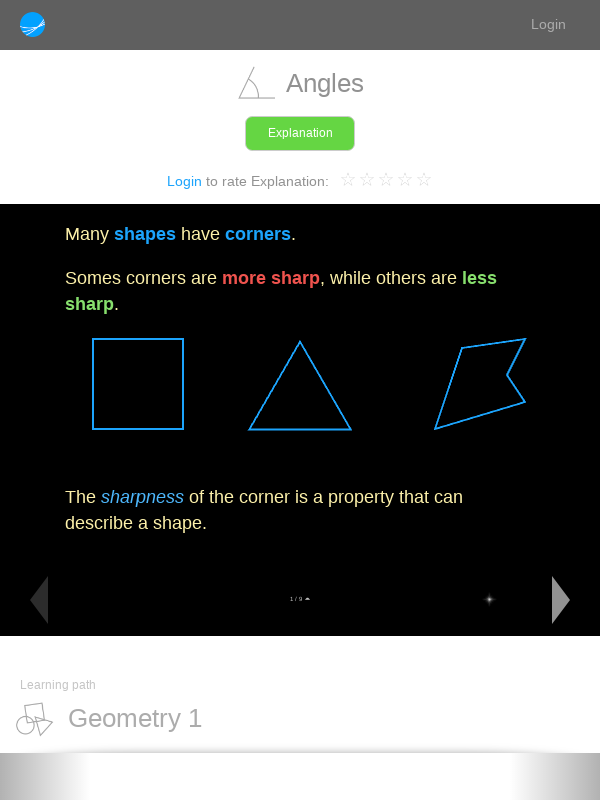 Login
Angles
Explanation
Login to rate Explanation: ☆☆☆☆☆
Many shapes have corners.
Somes corners are more sharp, while others are less
sharp.
The sharpness of the corner is a property that can
describe a shape.
1 / 9
Learning path
Geometry 1